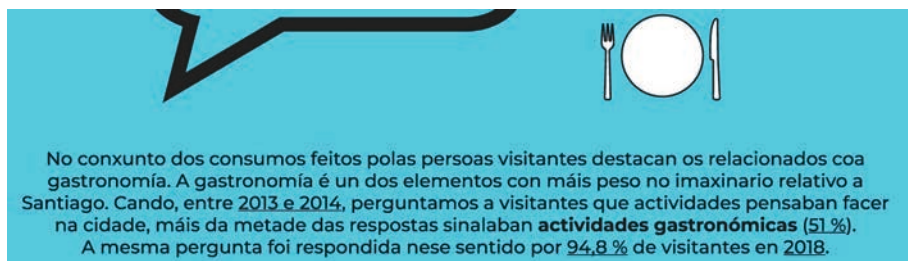 No conxunto dos consumos feitos polas persoas visitantes destacan os relacionados coa
gastronomía. A gastronomía é un dos elementos con máis peso no imaxinario relativo a
Santiago. Cando, entre 2013 e 2014, perguntamos a visitantes que actividades pensaban facer
na cidade, máis da metade das respostas sinalaban actividades gastronómicas (51 %).
A mesma pergunta foi respondida nese sentido por 94,8 % de visitantes en 2018.